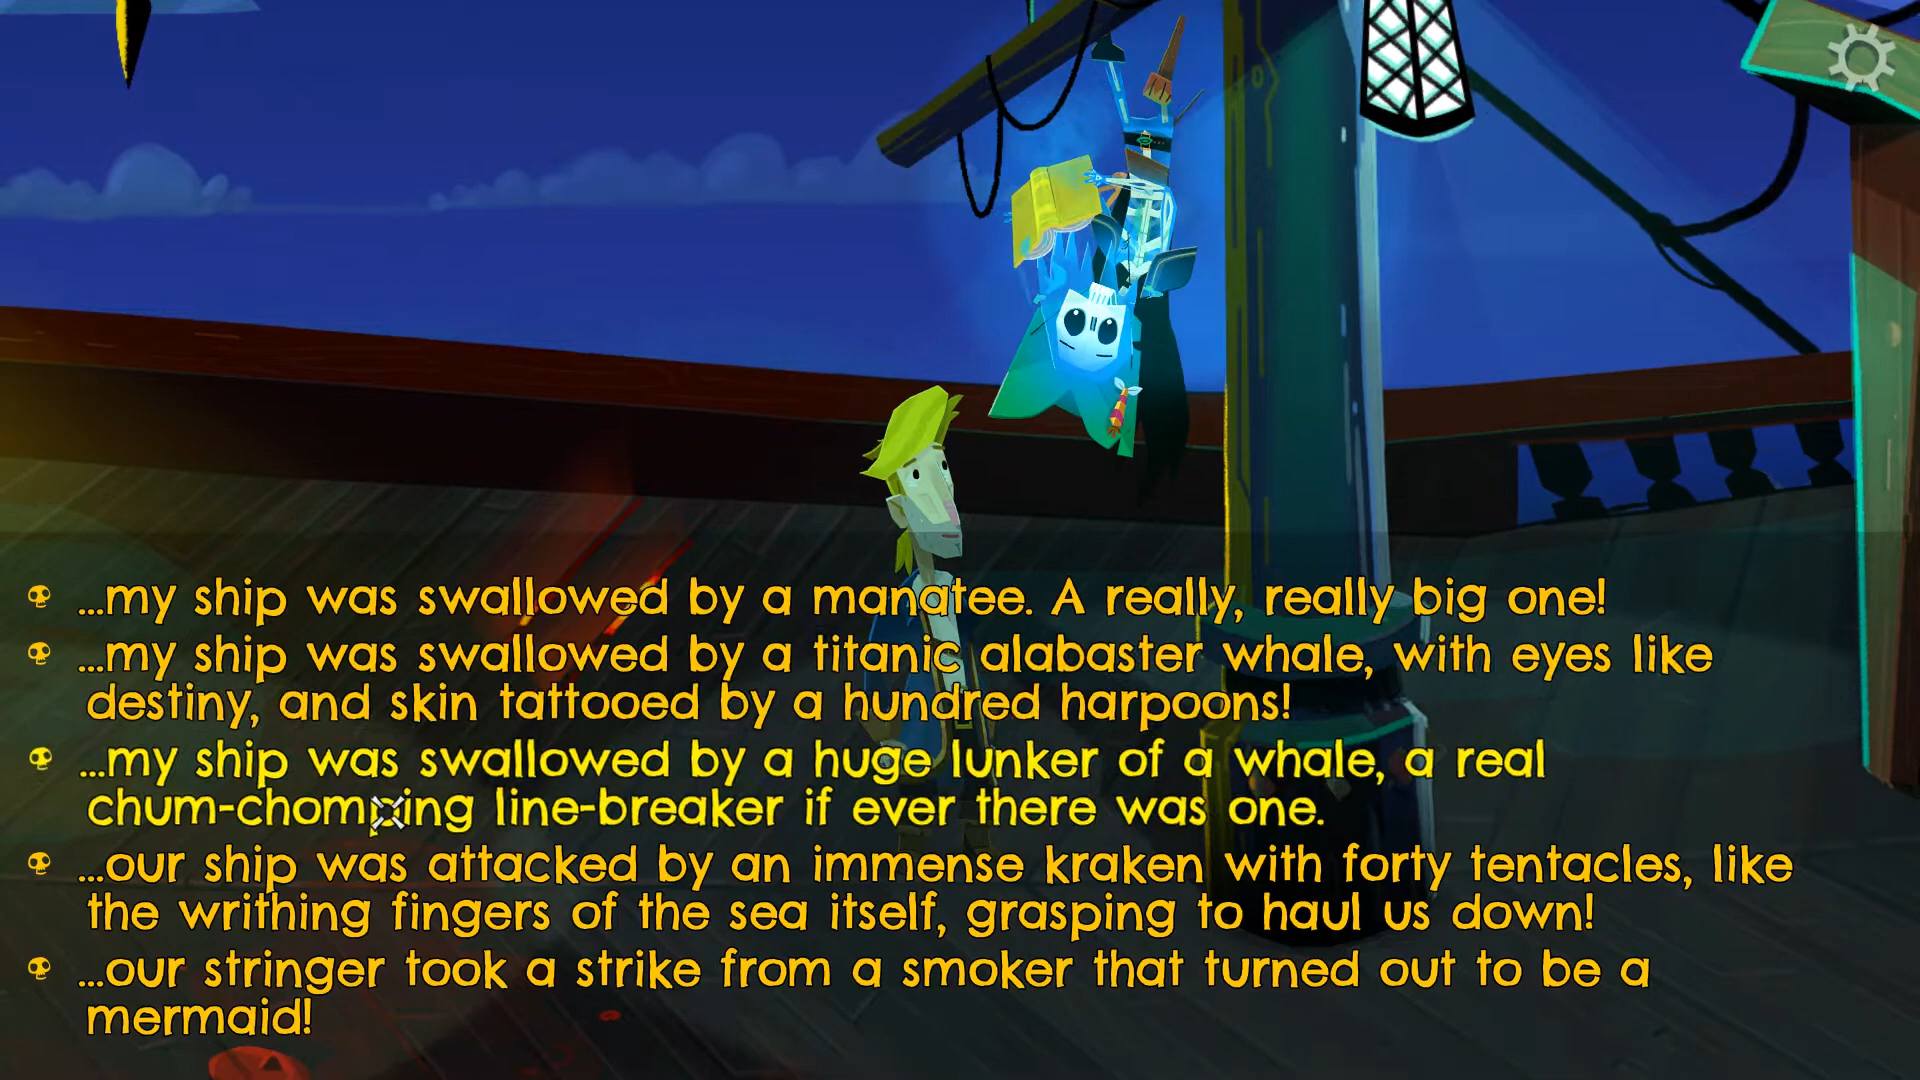 ...my ship was swallowed by a manatee. A really, really big one!
...my ship was swallowed by a titanic alabaster whale, with eyes like
destiny, and skin tattooed by a hundred harpoons!
...my ship was swallowed by a huge lunker of a whale, a real
chum-chomping line-breaker if ever there was one.
...our ship was attacked by an immense kraken with forty tentacles, like
the writhing fingers of the sea itself, grasping to haul us down!
...our stringer took a strike from a smoker that turned out to be a
mermaid!